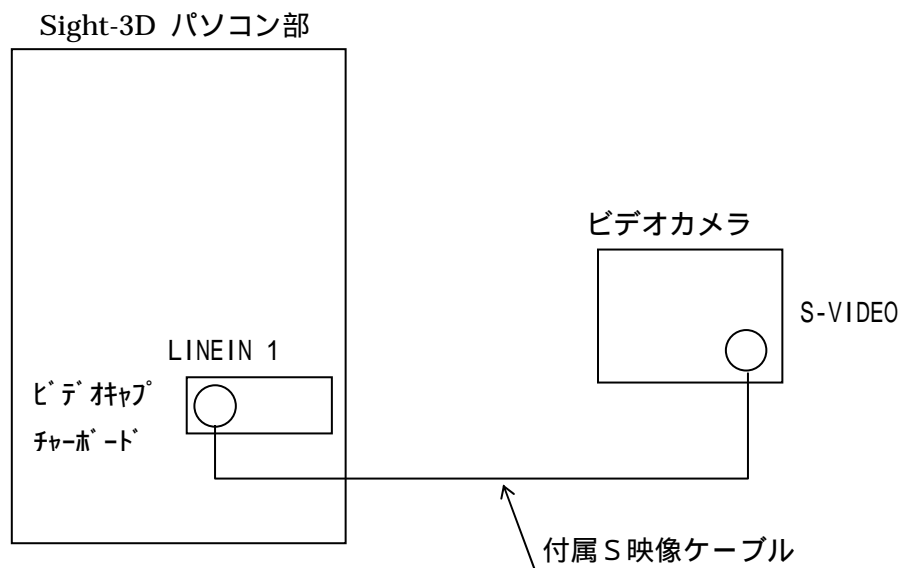 Sight-3D パソコン部
ビデオカメラ
S-VIDEO
LINEIN 1
ﾋﾞﾃﾞｵｷｬﾌﾟ
ﾁｬｰﾎﾞｰﾄﾞ
付属Ｓ映像ケーブル